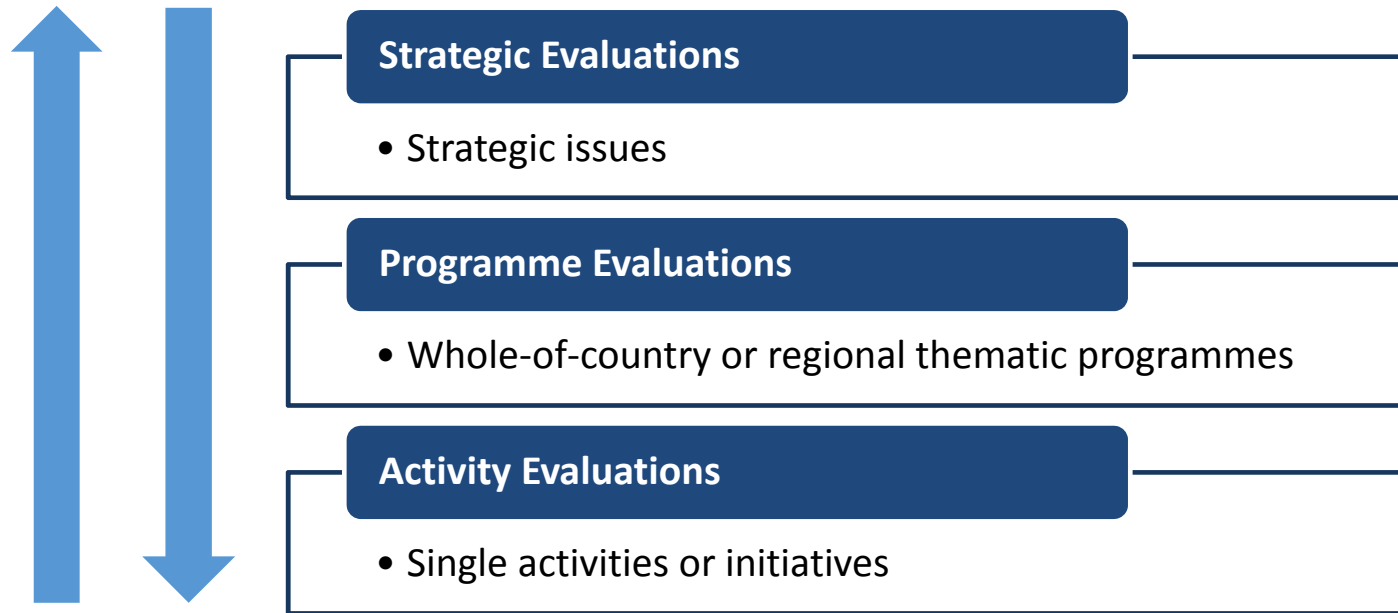 Strategic Evaluations
• Strategic issues
Programme Evaluations
• Whole-of-country or regional thematic programmes
Activity Evaluations
• Single activities or initiatives